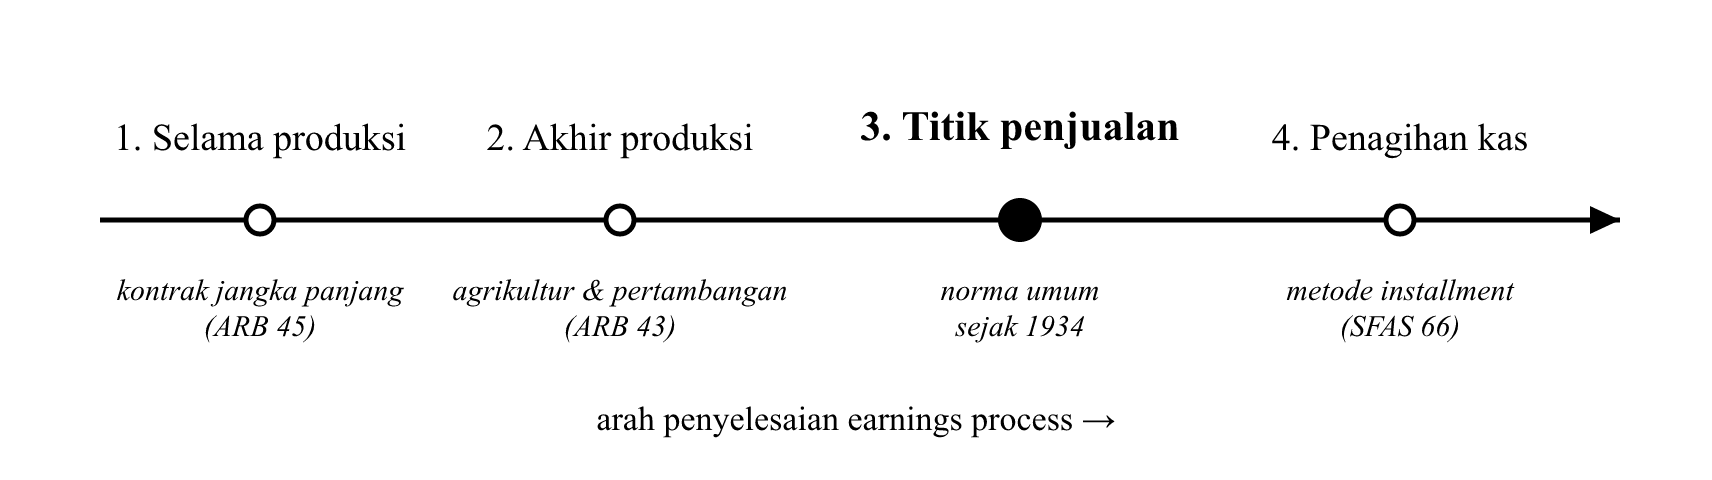 1. Selama produksi
2. Akhir produksi
3. Titik penjualan
4. Penagihan kas
kontrak jangka panjang
(ARB 45)
agrikultur & pertambangan
(ARB 43)
norma umum
sejak 1934
metode installment
(SFAS 66)
arah penyelesaian earnings process →